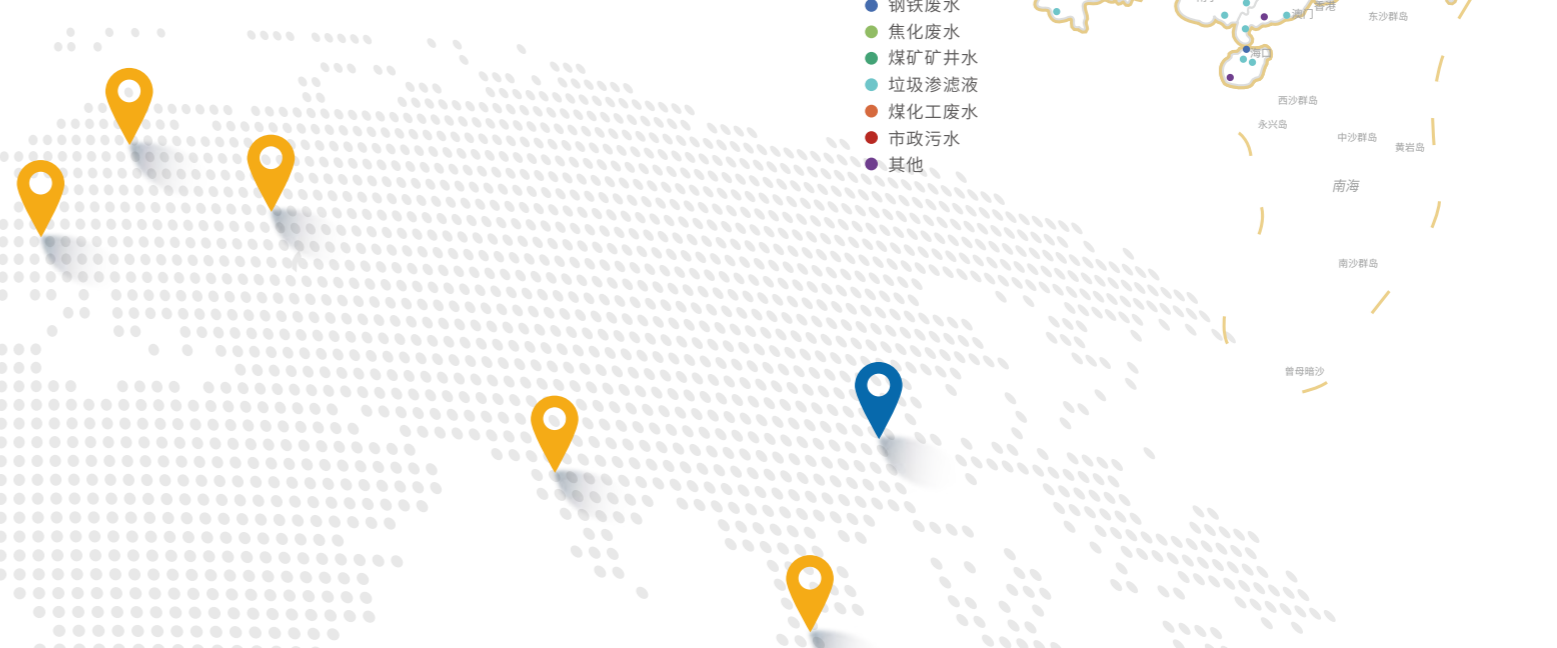 钢铁废水
焦化废水
煤矿矿井水
垃圾渗滤液
煤化工废水
市政污水
其他
香港
澳门
东沙群岛
海口
西沙群岛
永兴岛
中沙群岛
黄岩岛
南海
南沙群岛
曾母暗沙